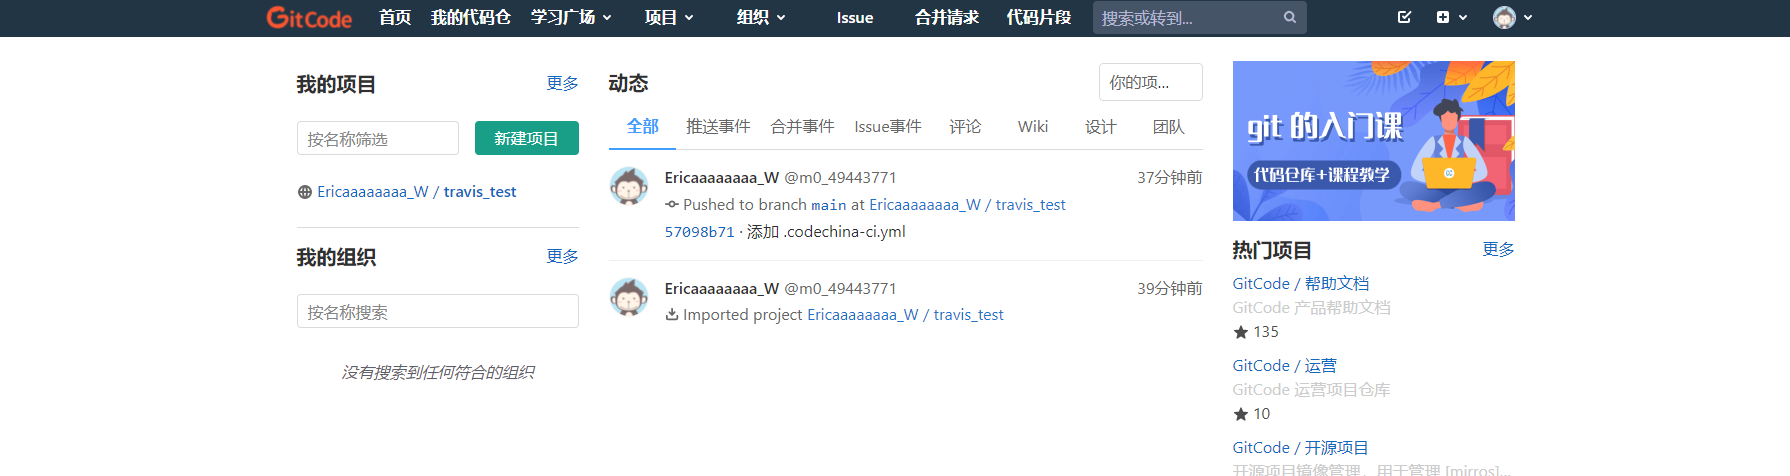 GitCode 首页 我的代码仓 学习广场 项目 组织 Issue 合并请求 代码片段 搜索或转到...
我的项目 更多
按名称筛选 新建项目
Ericaaaaaaaa_W / travis_test
我的组织 更多
按名称搜索
没有搜索到任何符合的组织
动态 你的项...
全部 推送事件 合并事件 Issue事件 评论 Wiki 设计 团队
Ericaaaaaaaa_W @m0_49443771 37分钟前
Pushed to branch main at Ericaaaaaaaa_W / travis_test
57098b71 · 添加 .codechina-ci.yml
Ericaaaaaaaa_W @m0_49443771 39分钟前
Imported project Ericaaaaaaaa_W / travis_test
git 的入门课
代码仓库+课程教学
热门项目 更多
GitCode / 帮助文档
GitCode 产品帮助文档
135
GitCode / 运营
GitCode 运营项目仓库
10
GitCode / 开源项目
开源项目镜像管理，用于管理 [mirros]...